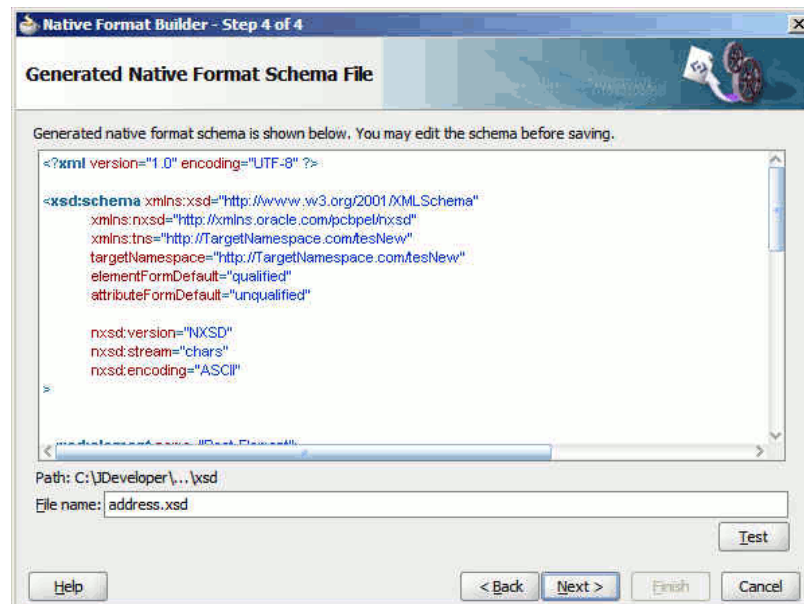 Native Format Builder - Step 4 of 4
Generated Native Format Schema File
Generated native format schema is shown below. You may edit the schema before saving.
<?xml version="1.0" encoding="UTF-8" ?>
<xsd:schema xmlns:xsd="http://www.w3.org/2001/XMLSchema"
xmlns:nxsd="http://xmlns.oracle.com/pcbpel/nxsd"
xmlns:tns="http://TargetNamespace.com/tesNew"
targetNamespace="http://TargetNamespace.com/tesNew"
elementFormDefault="qualified"
attributeFormDefault="unqualified"
nxsd:version="NXSD"
nxsd:stream="chars"
nxsd:encoding="ASCII"
>
Path: C:\JDeveloper\...\xsd
File name: address.xsd
Test
Help < Back Next > Finish Cancel